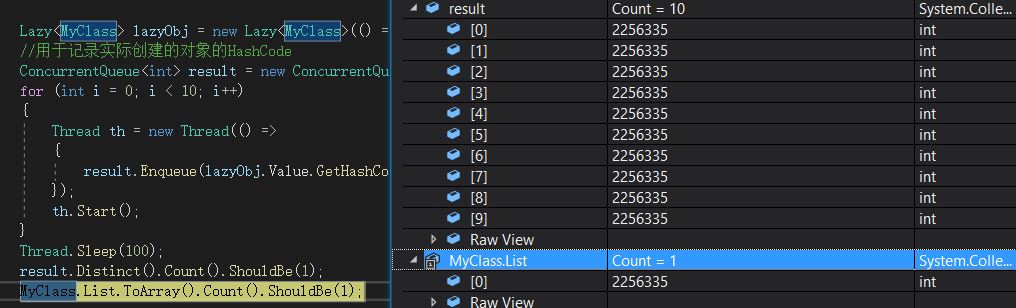 Lazy<MyClass> lazyObj = new Lazy<MyClass>(() =
//用于记录实际创建的对象的HashCode
ConcurrentQueue<int> result = new ConcurrentQu
for (int i = 0; i < 10; i++)
{
Thread th = new Thread(() =>
{
result.Enqueue(lazyObj.Value.GetHashCo
});
th.Start();
}
Thread.Sleep(100);
result.Distinct().Count().ShouldBe(1);
MyClass.List.ToArray().Count().ShouldBe(1);
result Count = 10 System.Colle
[0] 2256335 int
[1] 2256335 int
[2] 2256335 int
[3] 2256335 int
[4] 2256335 int
[5] 2256335 int
[6] 2256335 int
[7] 2256335 int
[8] 2256335 int
[9] 2256335 int
Raw View
MyClass.List Count = 1 System.Colle
[0] 2256335 int
Raw View